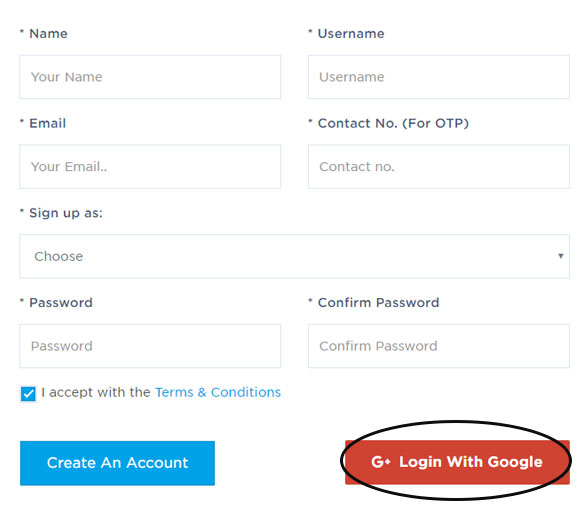 * Name
* Username
Your Name
Username
* Email
* Contact No. (For OTP)
Your Email..
Contact no.
* Sign up as:
Choose
* Password
* Confirm Password
Password
Confirm Password
I accept with the Terms & Conditions
Create An Account
G+ Login With Google